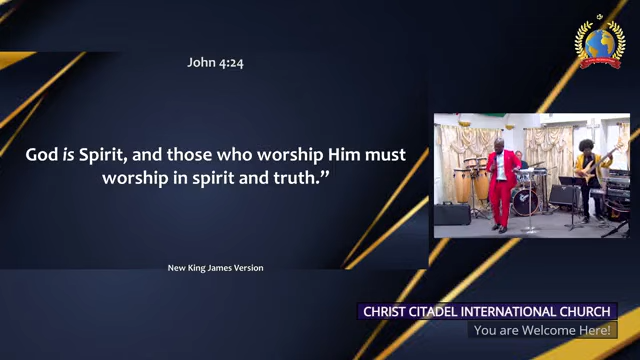 John 4:24
God is Spirit, and those who worship Him must
worship in spirit and truth.”
New King James Version
CHRIST CITADEL INTERNATIONAL CHURCH
You are Welcome Here!